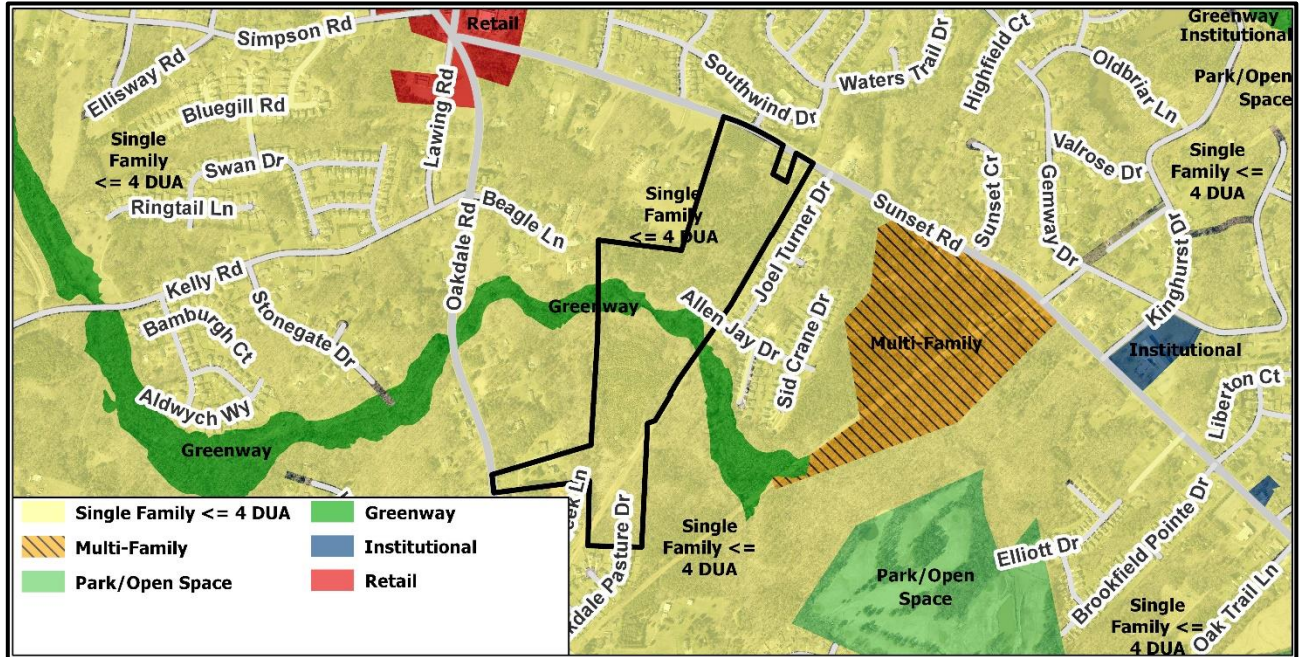 Retail
Greenway
Institutional
Simpson Rd
Ellisway Rd
Bluegill Rd
Lawing Rd
Southwind Dr
Waters Trail Dr
Highfield Ct
Oldbriar Ln
Park/Open
Space
Single
Family
<= 4 DUA
Swan Dr
Ringtail Ln
Beagle Ln
Single
Family
<= 4 DUA
Joel Turner Dr
Sunset Rd
Sunset Cr
Gemway Dr
Valrose Dr
Single
Family <=
4 DUA
Kinghurst Dr
Kelly Rd
Oakdale Rd
Stonegate Dr
Bamburgh Ct
Aldwych Wy
Greenway
Greenway
Allen Jay Dr
Sid Crane Dr
Multi-Family
Institutional
Liberton Ct
Single
Family <=
4 DUA
Park/Open
Space
Elliott Dr
Brookfield Pointe Dr
Single
Family <=
4 DUA
Oak Trail Ln
Pasture Dr
Single Family <= 4 DUA
Multi-Family
Park/Open Space
Greenway
Institutional
Retail